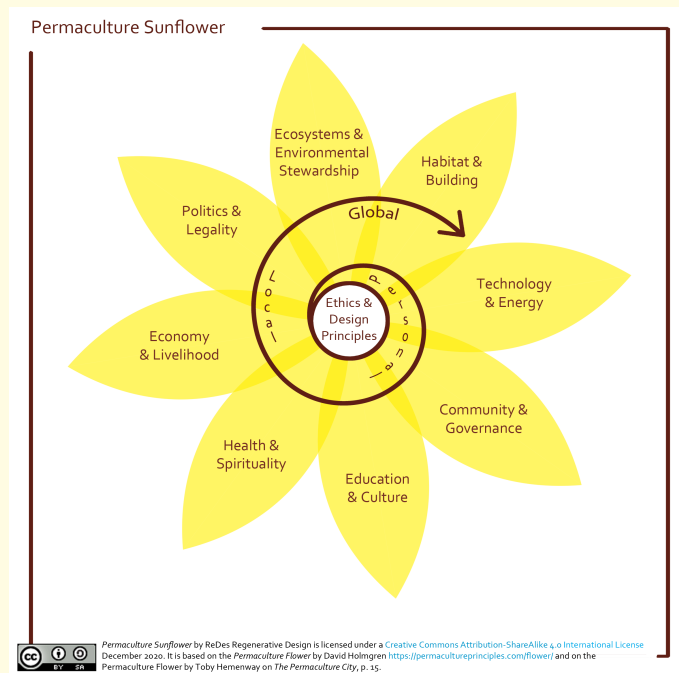 Permaculture Sunflower
Ecosystems &
Environmental
Stewardship
Habitat &
Building
Politics &
Legality
Global
Technology
& Energy
Local
Personal
Ethics &
Design
Principles
Economy
& Livelihood
Community &
Governance
Health &
Spirituality
Education
& Culture
cc
BY SA
Permaculture Sunflower by ReDes Regenerative Design is licensed under a Creative Commons Attribution-ShareAlike 4.0 International License
December 2020. It is based on the Permaculture Flower by David Holmgren https://permacultureprinciples.com/flower/ and on the
Permaculture Flower by Toby Hemenway on The Permaculture City, p. 15.